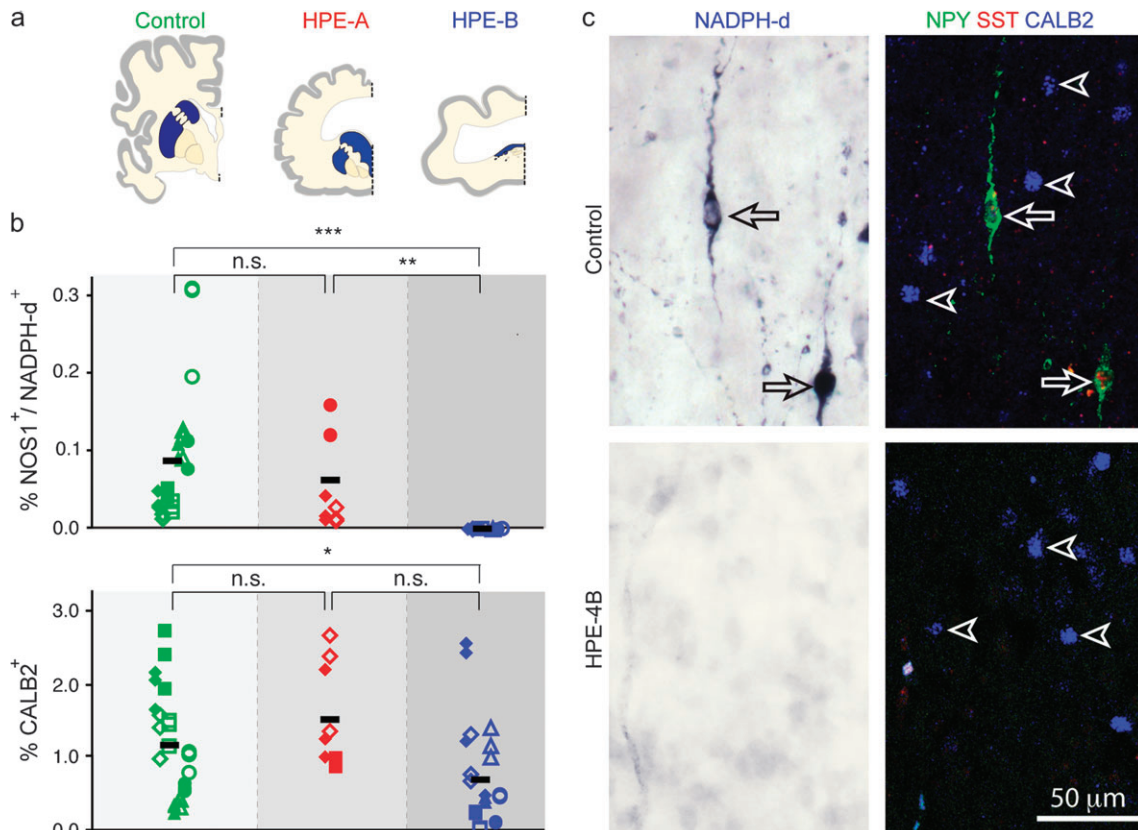 a
Control HPE-A HPE-B
b
***
n.s. **
0.3
0.2
0.1
0.0
% NOS1+/ NADPH-d+
*
n.s. n.s.
3.0
2.0
1.0
0.0
% CALB2+
c
NADPH-d NPY SST CALB2
Control
HPE-4B
50 µm